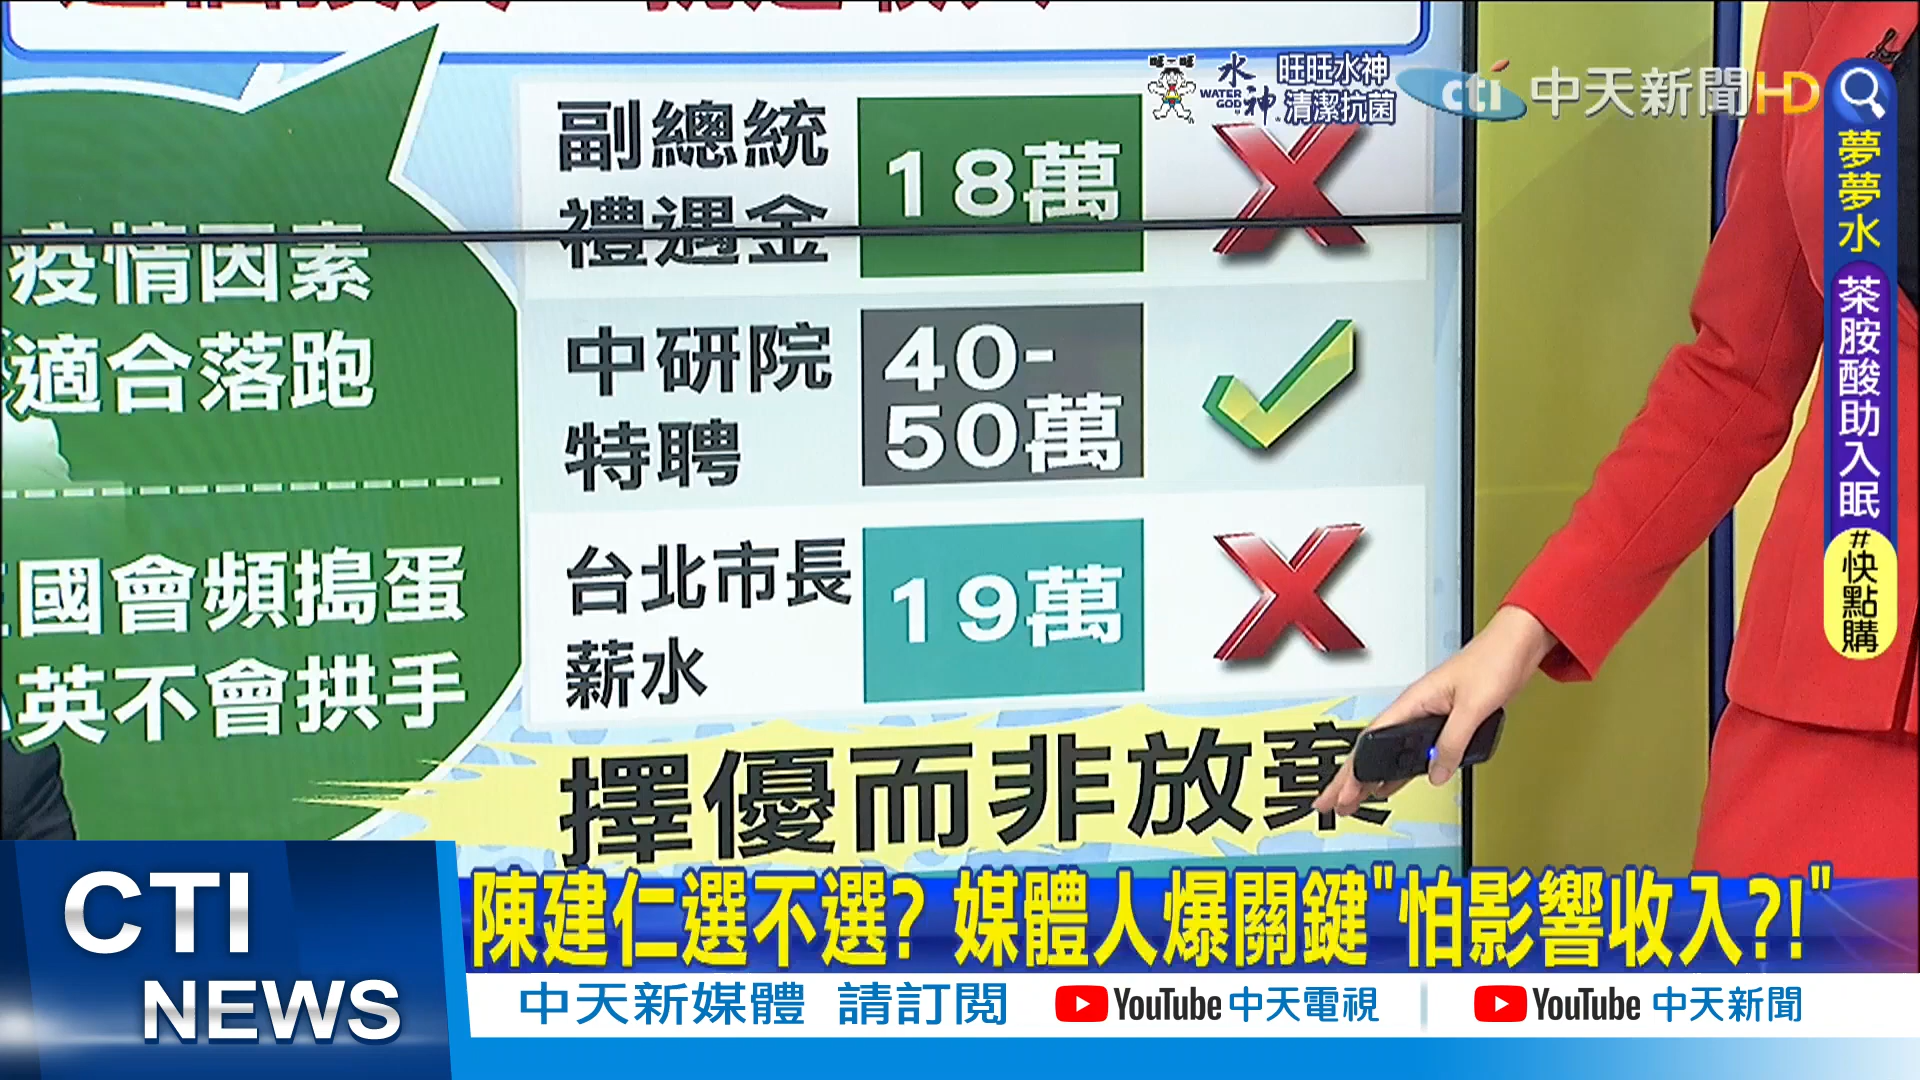 副總統
禮遇金
18萬
中研院
特聘
40-
50萬
台北市長
薪水
19萬
擇優而非放棄
疫情因素
適合落跑
國會頻搗蛋
英不會拱手
旺旺
水神
WATER GOD
旺旺水神
清潔抗菌
cti 中天新聞HD
夢夢水
茶胺酸助入眠
#快點購
CTI
NEWS
陳建仁選不選? 媒體人爆關鍵"怕影響收入?!"
中天新媒體 請訂閱 YouTube 中天電視 YouTube 中天新聞